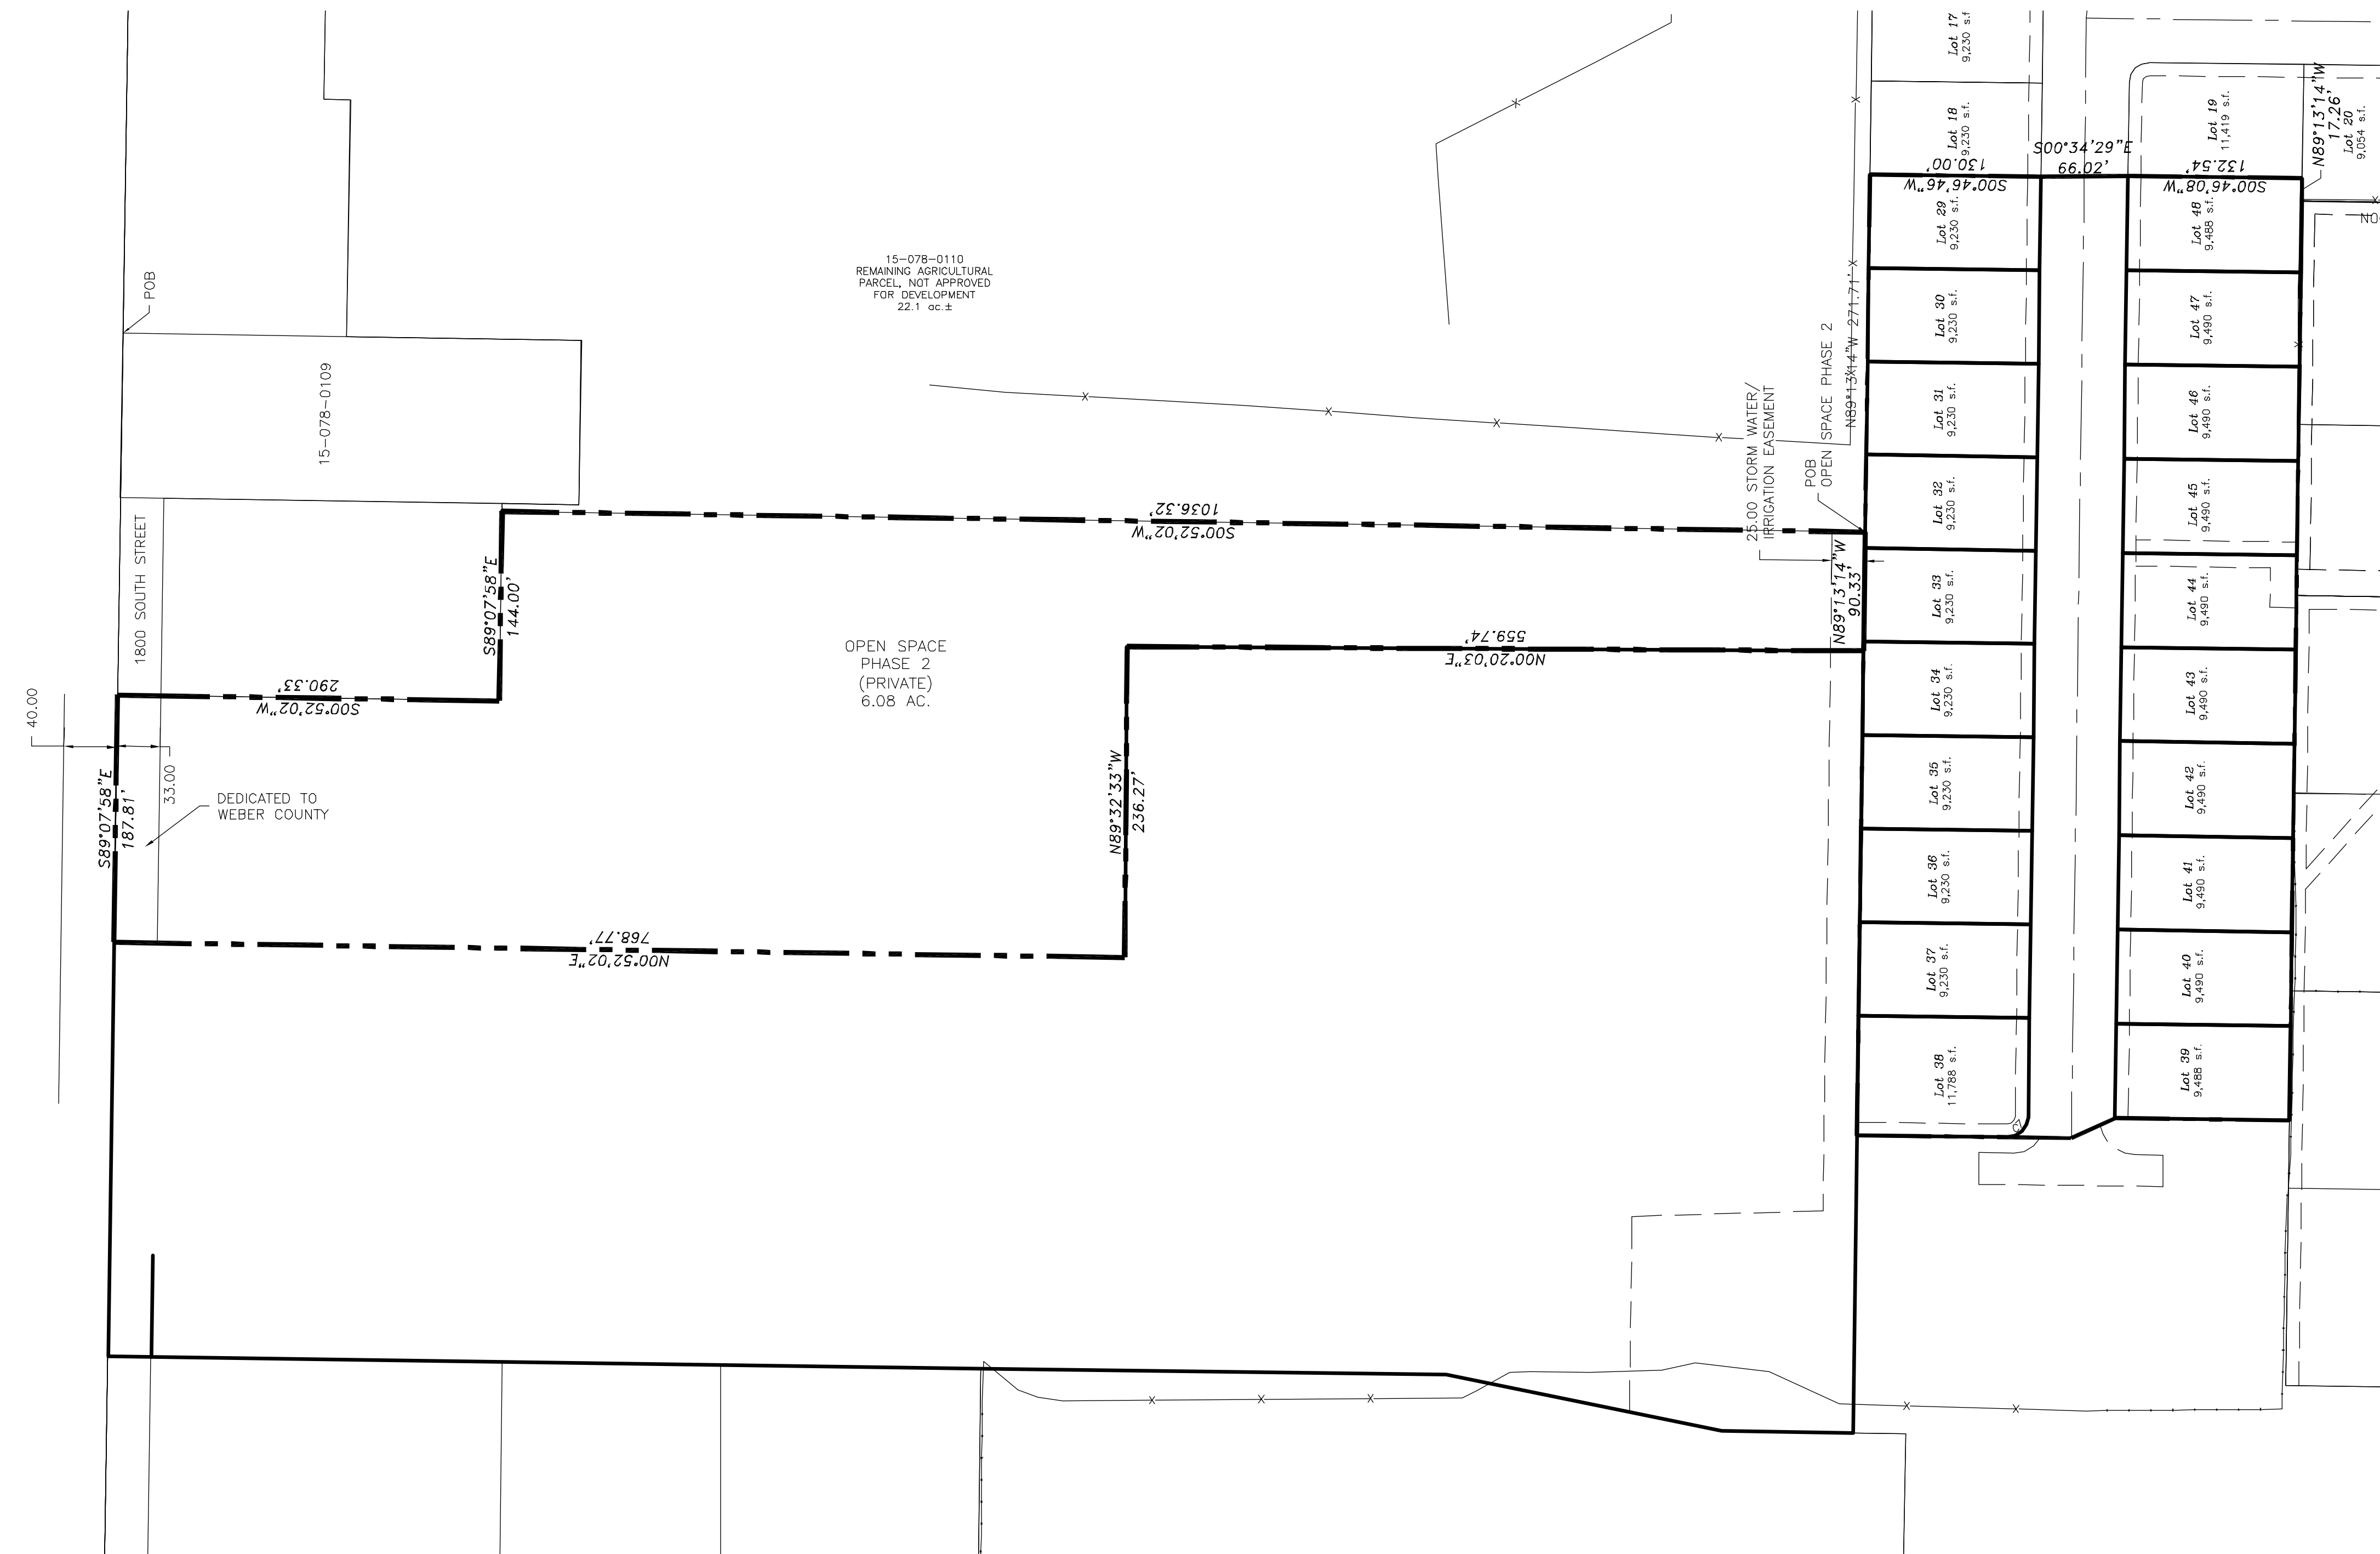 POB
15-078-0109
1800 SOUTH STREET
40.00
33.00
DEDICATED TO
WEBER COUNTY
S89°07'58"E
187.81'
290.33'
S00°52'02"W
S89°07'58"E
144.00'
15-078-0110
REMAINING AGRICULTURAL
PARCEL, NOT APPROVED
FOR DEVELOPMENT
22.1 ac.±
1036.32'
S00°52'02"W
OPEN SPACE
PHASE 2
(PRIVATE)
6.08 AC.
768.77'
N00°52'02"E
N89°32'33"W
236.27'
559.74'
N00°20'03"E
25.00 STORM WATER/
IRRIGATION EASEMENT
POB
OPEN SPACE PHASE 2
N89°13'14"W 271.71'
N89°13'14"W
90.33'
Lot 17
9,230 s.f.
Lot 18
9,230 s.f.
130.00'
S00°46'46"W
S00°34'29"E
66.02'
132.54'
S00°46'08"W
Lot 19
11,419 s.f.
N89°13'14"W
17.26'
Lot 20
9,054 s.f.
NO
Lot 29
9,230 s.f.
Lot 30
9,230 s.f.
Lot 31
9,230 s.f.
Lot 32
9,230 s.f.
Lot 33
9,230 s.f.
Lot 34
9,230 s.f.
Lot 35
9,230 s.f.
Lot 36
9,230 s.f.
Lot 37
9,230 s.f.
Lot 38
11,788 s.f.
C7
Lot 48
9,488 s.f.
Lot 47
9,490 s.f.
Lot 46
9,490 s.f.
Lot 45
9,490 s.f.
Lot 44
9,490 s.f.
Lot 43
9,490 s.f.
Lot 42
9,490 s.f.
Lot 41
9,490 s.f.
Lot 40
9,490 s.f.
Lot 39
9,488 s.f.